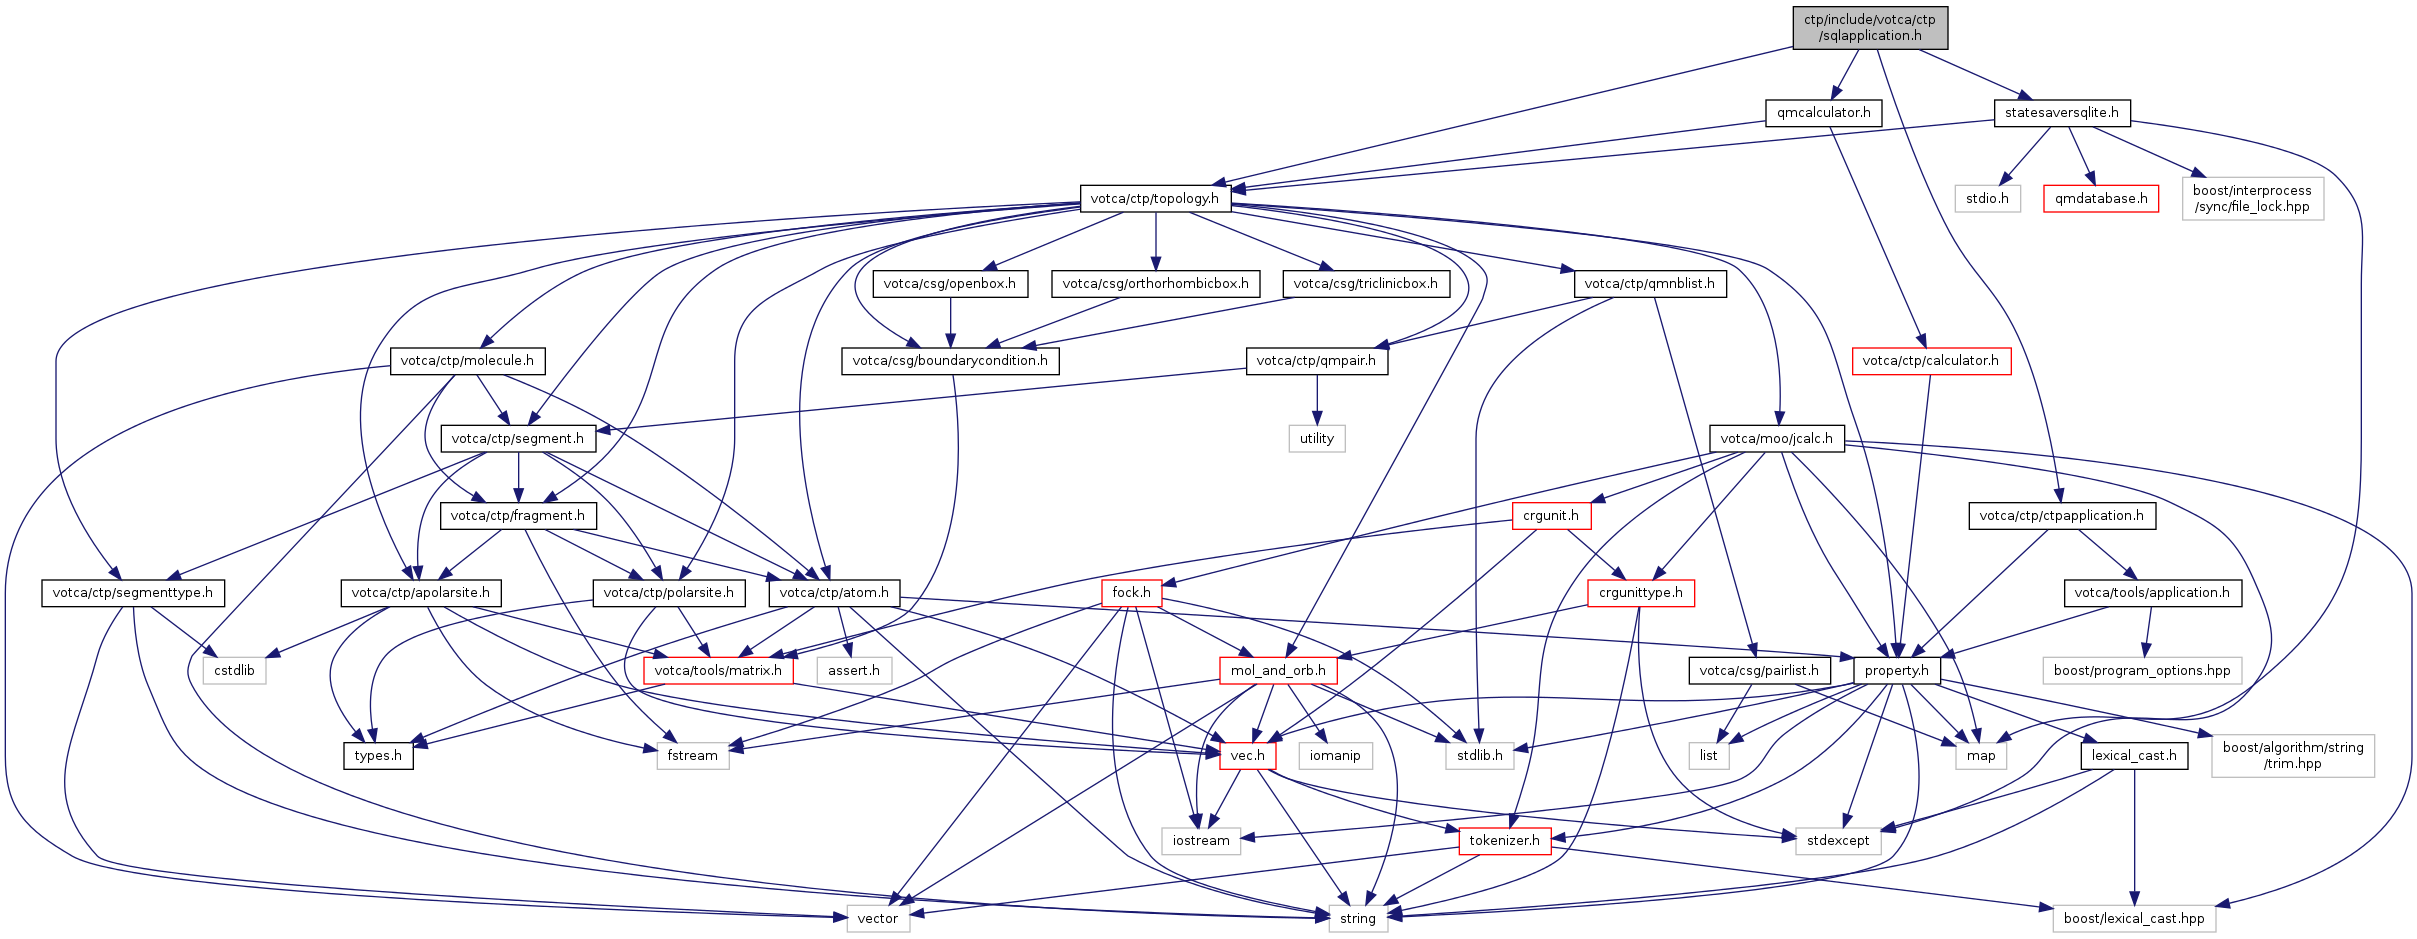 ctp/include/votca/ctp
/sqlapplication.h
qmcalculator.h
statesaversqlite.h
votca/ctp/topology.h
stdio.h
qmdatabase.h
boost/interprocess
/sync/file_lock.hpp
votca/csg/openbox.h
votca/csg/orthorhombicbox.h
votca/csg/triclinicbox.h
votca/ctp/qmnblist.h
votca/ctp/molecule.h
votca/csg/boundarycondition.h
votca/ctp/qmpair.h
votca/ctp/calculator.h
votca/ctp/segment.h
utility
votca/moo/jcalc.h
votca/ctp/fragment.h
crgunit.h
votca/ctp/ctpapplication.h
votca/ctp/segmenttype.h
votca/ctp/apolarsite.h
votca/ctp/polarsite.h
votca/ctp/atom.h
fock.h
crgunittype.h
votca/tools/application.h
cstdlib
votca/tools/matrix.h
assert.h
mol_and_orb.h
votca/csg/pairlist.h
property.h
boost/program_options.hpp
types.h
fstream
vec.h
iomanip
stdlib.h
list
map
lexical_cast.h
boost/algorithm/string
/trim.hpp
iostream
tokenizer.h
stdexcept
vector
string
boost/lexical_cast.hpp